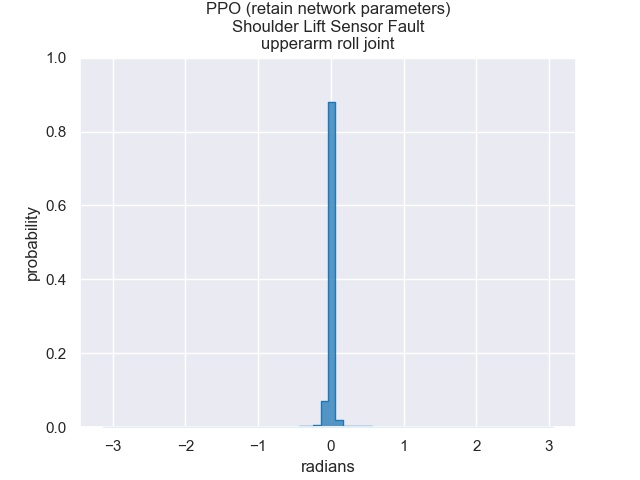 PPO (retain network parameters)
Shoulder Lift Sensor Fault
upperarm roll joint
1.0
0.8
0.6
0.4
0.2
0.0
probability
−3 −2 −1 0 1 2 3
radians